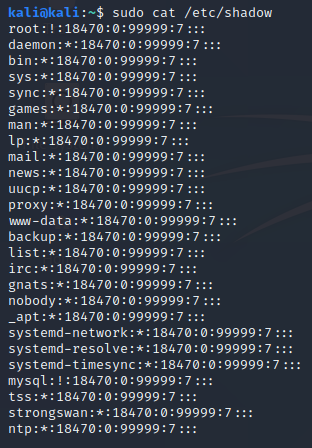 kali@kali:~$ sudo cat /etc/shadow
root:!:18470:0:99999:7:::
daemon:*:18470:0:99999:7:::
bin:*:18470:0:99999:7:::
sys:*:18470:0:99999:7:::
sync:*:18470:0:99999:7:::
games:*:18470:0:99999:7:::
man:*:18470:0:99999:7:::
lp:*:18470:0:99999:7:::
mail:*:18470:0:99999:7:::
news:*:18470:0:99999:7:::
uucp:*:18470:0:99999:7:::
proxy:*:18470:0:99999:7:::
www-data:*:18470:0:99999:7:::
backup:*:18470:0:99999:7:::
list:*:18470:0:99999:7:::
irc:*:18470:0:99999:7:::
gnats:*:18470:0:99999:7:::
nobody:*:18470:0:99999:7:::
_apt:*:18470:0:99999:7:::
systemd-network:*:18470:0:99999:7:::
systemd-resolve:*:18470:0:99999:7:::
systemd-timesync:*:18470:0:99999:7:::
mysql:!:18470:0:99999:7:::
tss:*:18470:0:99999:7:::
strongswan:*:18470:0:99999:7:::
ntp:*:18470:0:99999:7:::